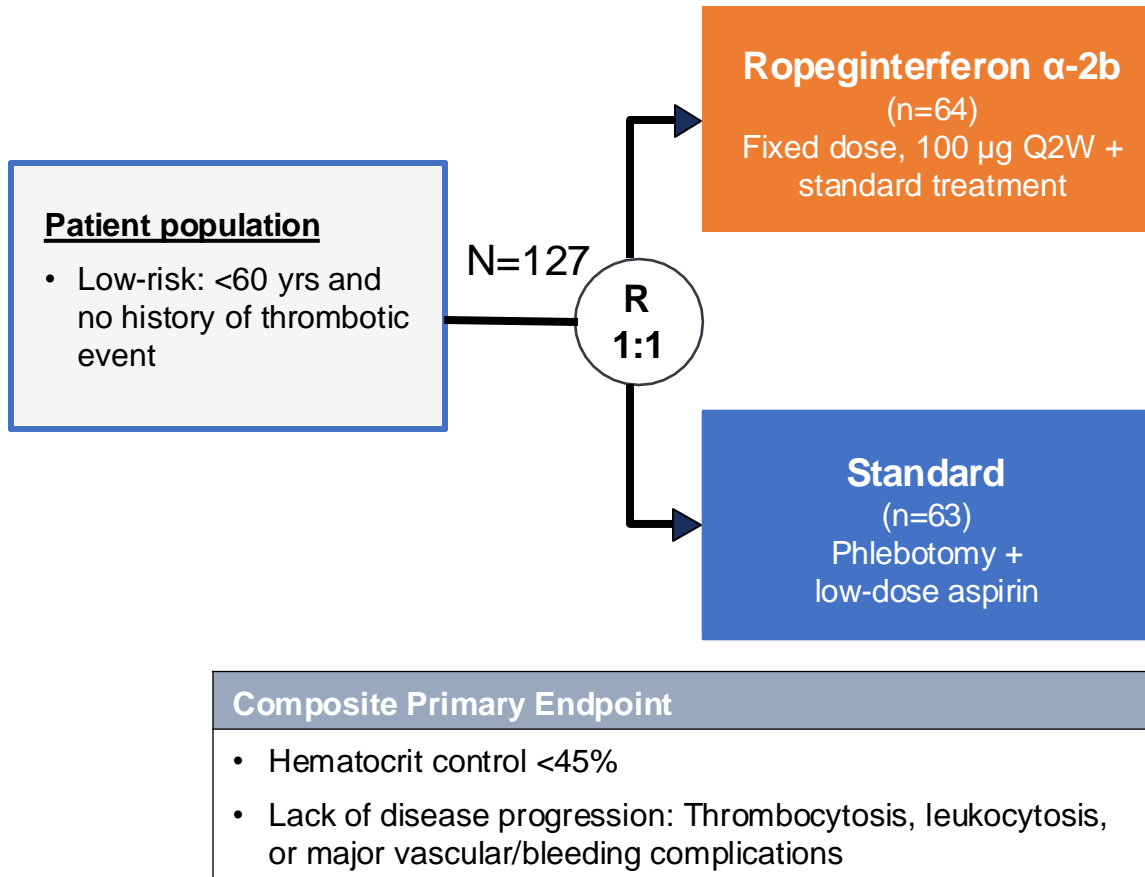 Ropeginterferon α-2b
(n=64)
Fixed dose, 100 µg Q2W +
standard treatment
Patient population
• Low-risk: <60 yrs and
no history of thrombotic
event
N=127
R
1:1
Standard
(n=63)
Phlebotomy +
low-dose aspirin
Composite Primary Endpoint
• Hematocrit control <45%
• Lack of disease progression: Thrombocytosis, leukocytosis,
or major vascular/bleeding complications